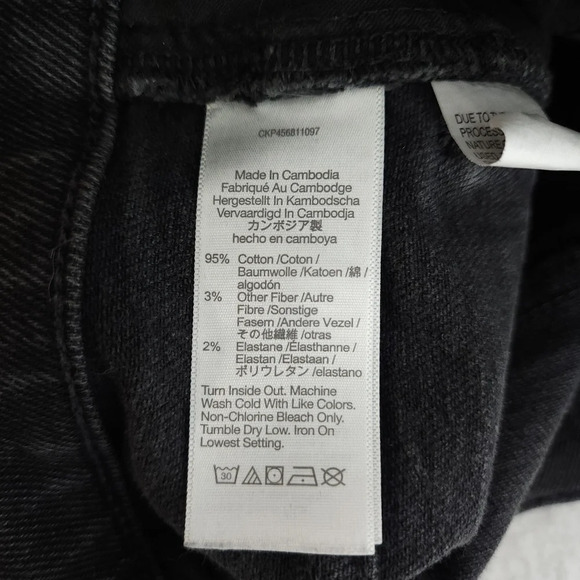 CKP456811097
Made In Cambodia
Fabriqué Au Cambodge
Hergestellt In Kambodscha
Vervaardigd In Cambodja
カンボジア製
hecho en camboya
95% Cotton /Coton /
Baumwolle /Katoen /綿 /
algodón
3% Other Fiber /Autre
Fibre /Sonstige
Fasern /Andere Vezel /
その他繊維 /otras
2% Elastane /Elasthanne /
Elastan /Elastaan /
ポリウレタン /elastano
Turn Inside Out. Machine
Wash Cold With Like Colors.
Non-Chlorine Bleach Only.
Tumble Dry Low. Iron On
Lowest Setting.
30
DUE TO
PROCES
NATURE